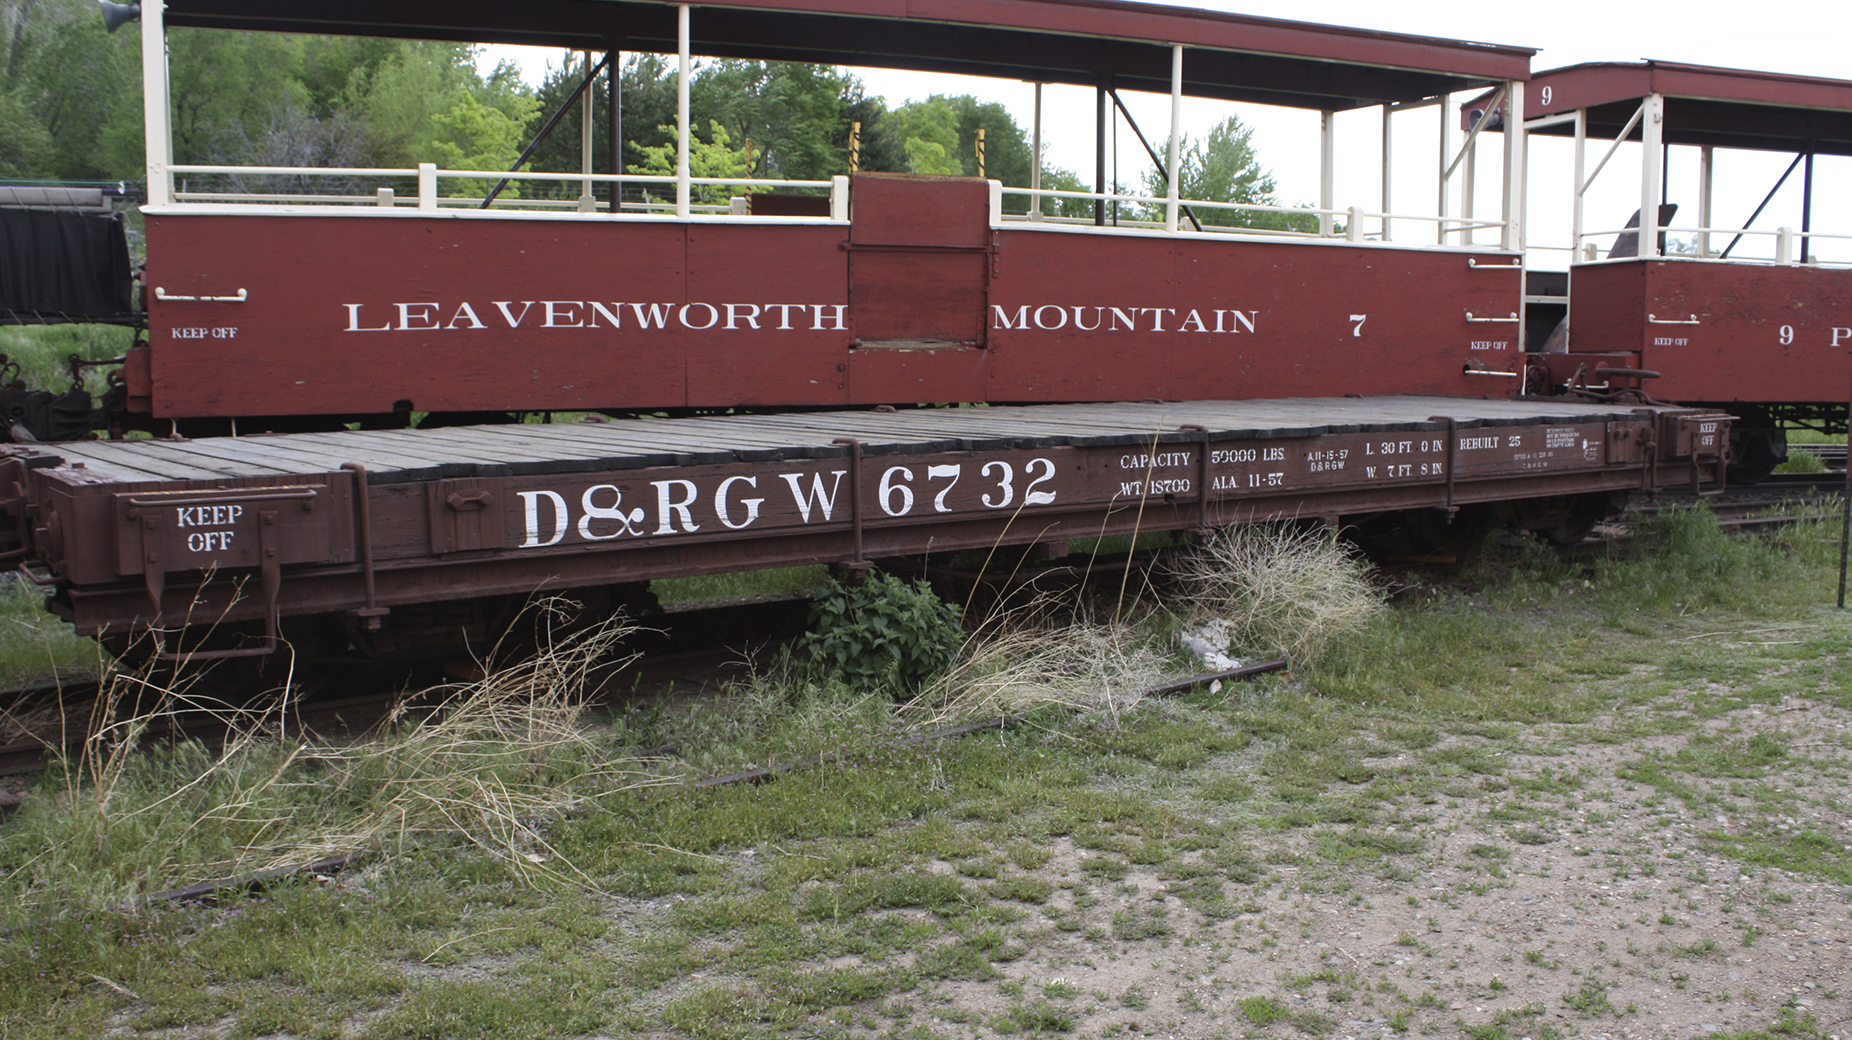 9
LEAVENWORTH MOUNTAIN 7
KEEP OFF
KEEP OFF
KEEP OFF
9 P
D&RGW 6732
KEEP
OFF
CAPACITY 50000 LBS.
WT. 18700 ALA. 11-57
A.11-15-57
D&RGW
L. 30 FT. 0 IN
W. 7 FT 8 IN
REBUILT 25
KEEP
OFF